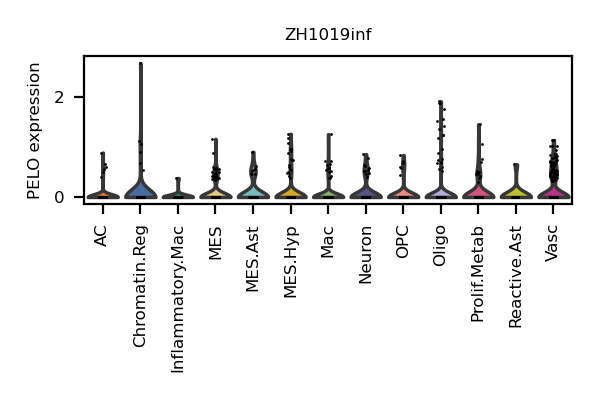 ZH1019inf
PELO expression
2
0
AC
Chromatin.Reg
Inflammatory.Mac
MES
MES.Ast
MES.Hyp
Mac
Neuron
OPC
Oligo
Prolif.Metab
Reactive.Ast
Vasc